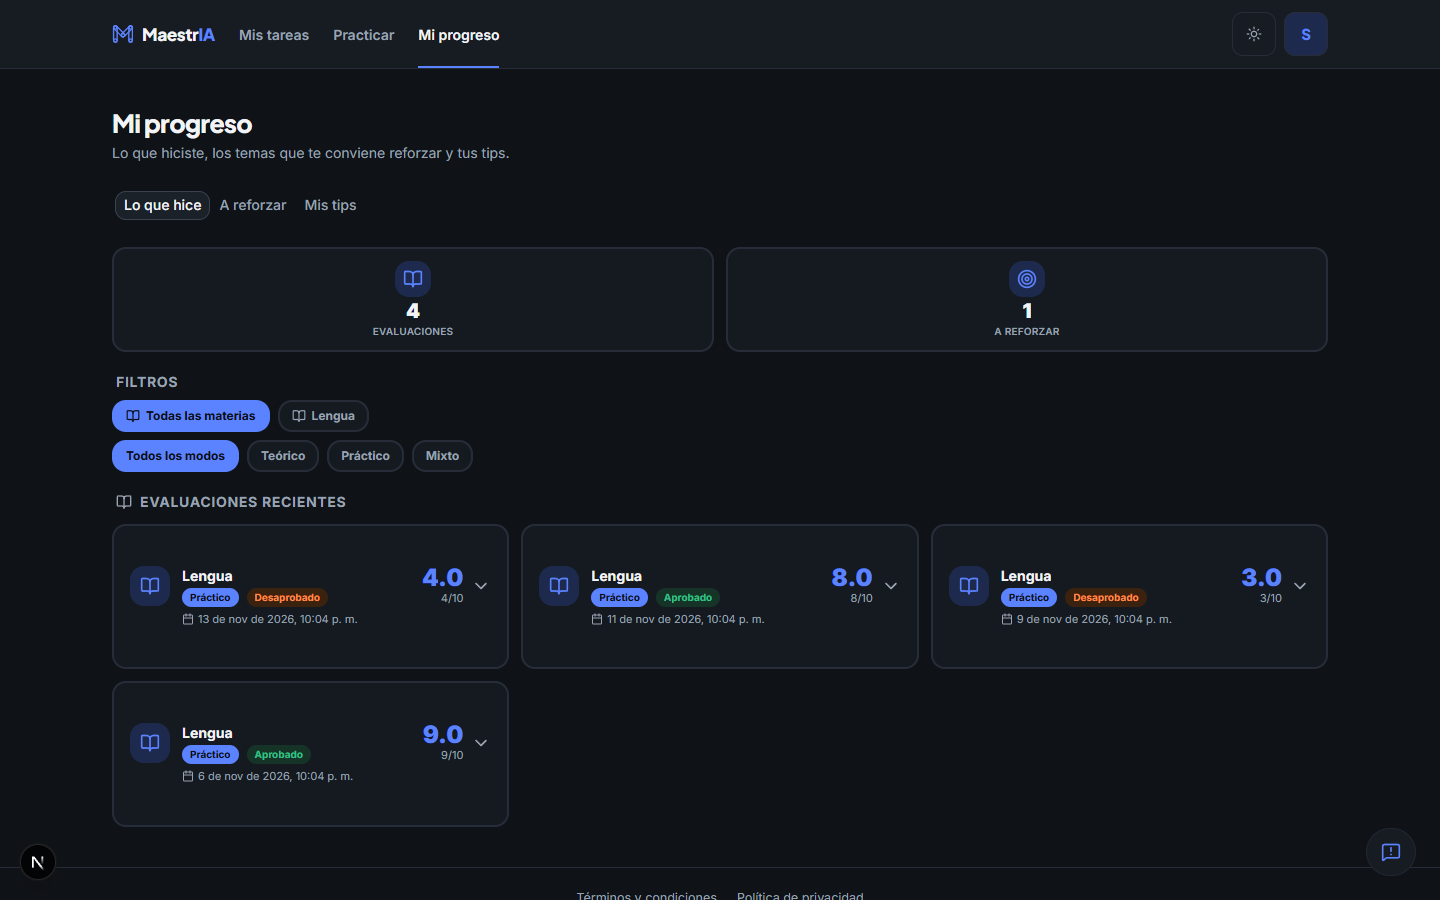 MaestrIA Mis tareas Practicar Mi progreso S
Mi progreso
Lo que hiciste, los temas que te conviene reforzar y tus tips.
Lo que hice A reforzar Mis tips
4
EVALUACIONES
1
A REFORZAR
FILTROS
Todas las materias Lengua
Todos los modos Teórico Práctico Mixto
EVALUACIONES RECIENTES
Lengua
Práctico Desaprobado
13 de nov de 2026, 10:04 p. m.
4.0
4/10
Lengua
Práctico Aprobado
11 de nov de 2026, 10:04 p. m.
8.0
8/10
Lengua
Práctico Desaprobado
9 de nov de 2026, 10:04 p. m.
3.0
3/10
Lengua
Práctico Aprobado
6 de nov de 2026, 10:04 p. m.
9.0
9/10
N
Términos y condiciones Política de privacidad